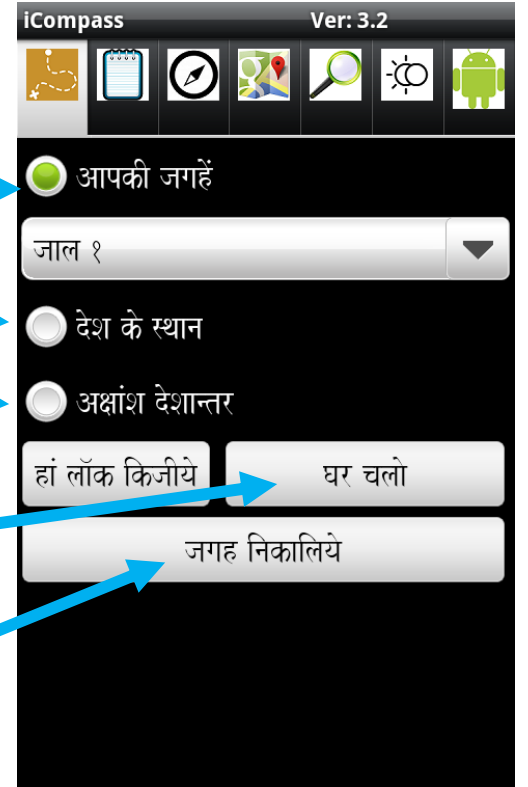 iCompass Ver: 3.2
आपकी जगहें
जाल १
देश के स्थान
अक्षांश देशान्तर
हां लॉक किजीये घर चलो
जगह निकालिये